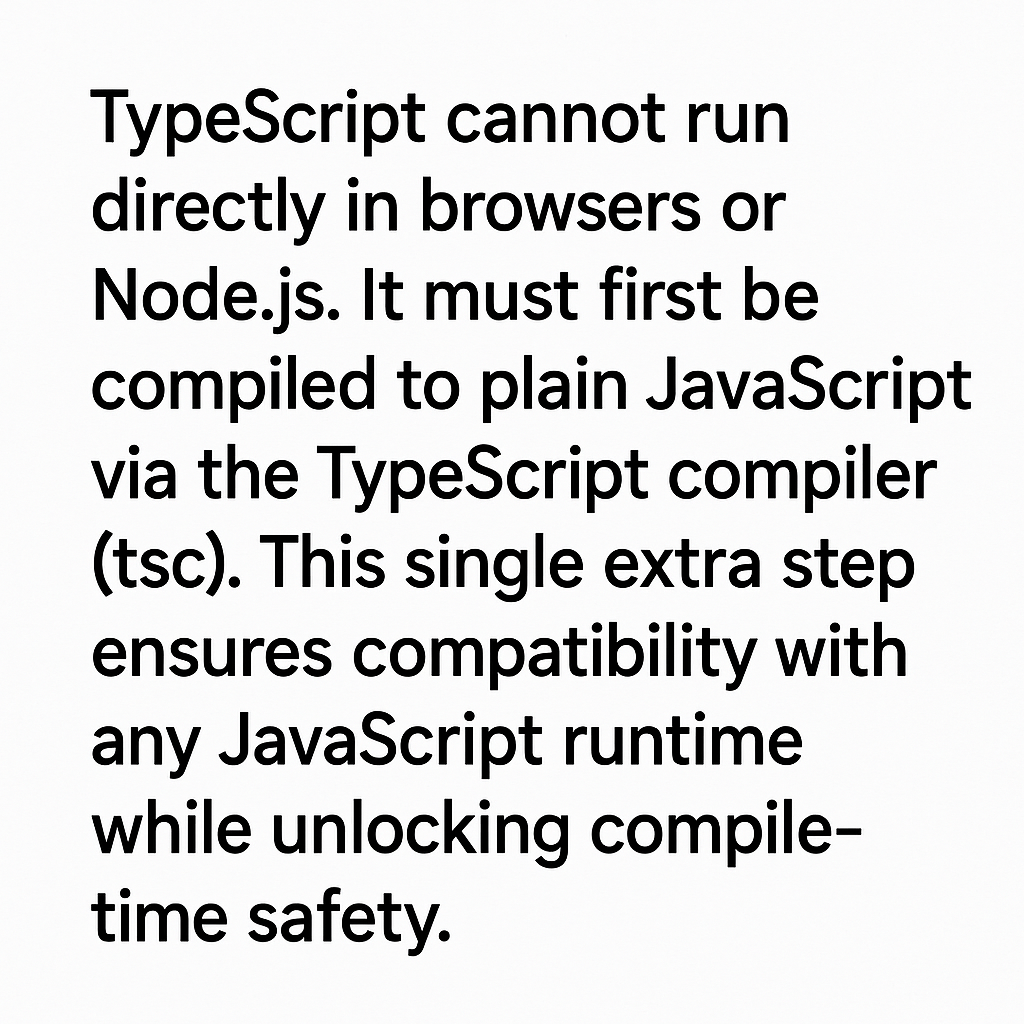 TypeScript cannot run
directly in browsers or
Node.js. It must first be
compiled to plain JavaScript
via the TypeScript compiler
(tsc). This single extra step
ensures compatibility with
any JavaScript runtime
while unlocking compile-
time safety.